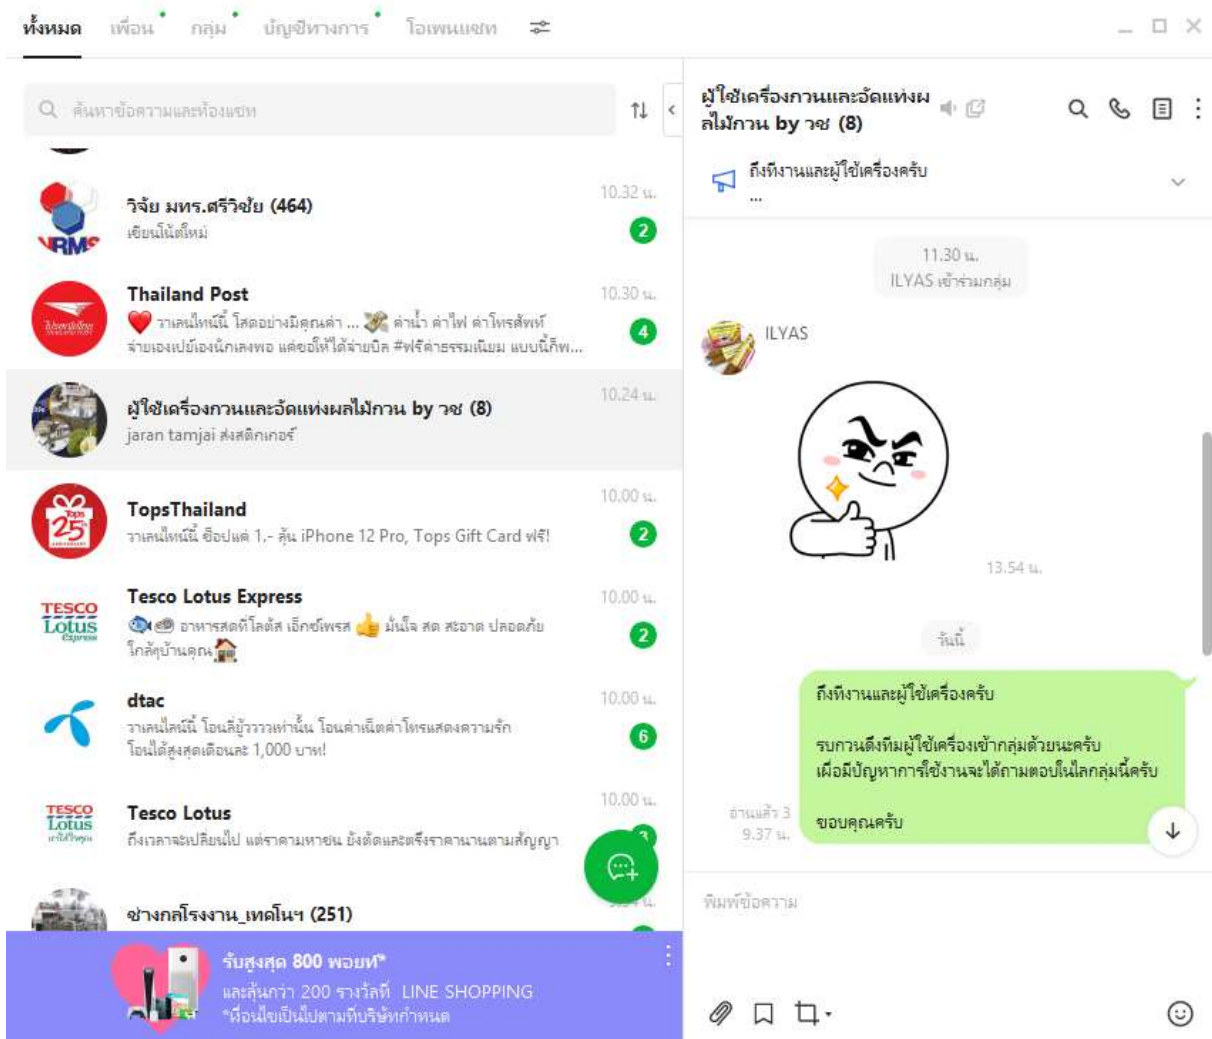 ทั้งหมด เพื่อน กลุ่ม บัญชีทางการ โอเพนแชท
ค้นหาข้อความและห้องแชท
วิจัย มทร.ศรีวิชัย (464)
10.32 น.
เขียนโน้ตใหม่
2
VRMS
Thailand Post
10.30 น.
❤️ วาเลนไทน์นี้ โสดอย่างมีคุณค่า ... 💸 ค่าน้ำ ค่าไฟ ค่าโทรศัพท์
จ่ายเองเปย์เองนักเลงพอ แค่ขอให้ได้จ่ายบิล #ฟรีค่าธรรมเนียม แบบนี้ก็พ...
4
ผู้ใช้เครื่องกวนและอัดแท่งผลไม้กวน by วช (8)
10.24 น.
jaran tamjai ส่งสติกเกอร์
TopsThailand
10.00 น.
วาเลนไทน์นี้ ช็อปแค่ 1.- ลุ้น iPhone 12 Pro, Tops Gift Card ฟรี!
2
Tops
25
Tesco Lotus Express
10.00 น.
🐟🥩 อาหารสดที่โลตัส เอ็กซ์เพรส 👍 มั่นใจ สด สะอาด ปลอดภัย
ใกล้ๆบ้านคุณ🏠
2
TESCO
Lotus
Express
dtac
10.00 น.
วาเลนไลน์นี้ โอนลี่ยู้ววววเท่านั้น โอนค่าเน็ตค่าโทรแสดงความรัก
โอนได้สูงสุดเดือนละ 1,000 บาท!
6
Tesco Lotus
10.00 น.
ถึงเวลาจะเปลี่ยนไป แต่ราคามหาชน ยังตัดและตรึงราคานานตามสัญญา
3
TESCO
Lotus
ช่างกลโรงงาน_เทคโนฯ (251)
รับสูงสุด 800 พอยท์*
และลุ้นกว่า 200 รางวัลที่ LINE SHOPPING
*เงื่อนไขเป็นไปตามที่บริษัทกำหนด
ผู้ใช้เครื่องกวนและอัดแท่งผ
ลไม้กวน by วช (8)
ถึงทีงานและผู้ใช้เครื่องครับ
...
11.30 น.
ILYAS เข้าร่วมกลุ่ม
ILYAS
13.54 น.
วันนี้
ถึงทีงานและผู้ใช้เครื่องครับ
รบกวนดึงทีมผู้ใช้เครื่องเข้ากลุ่มด้วยนะครับ
เผื่อมีปัญหาการใช้งานจะได้ถามตอบในไลกลุ่มนี้ครับ
ขอบคุณครับ
อ่านแล้ว 3
9.37 น.
พิมพ์ข้อความ